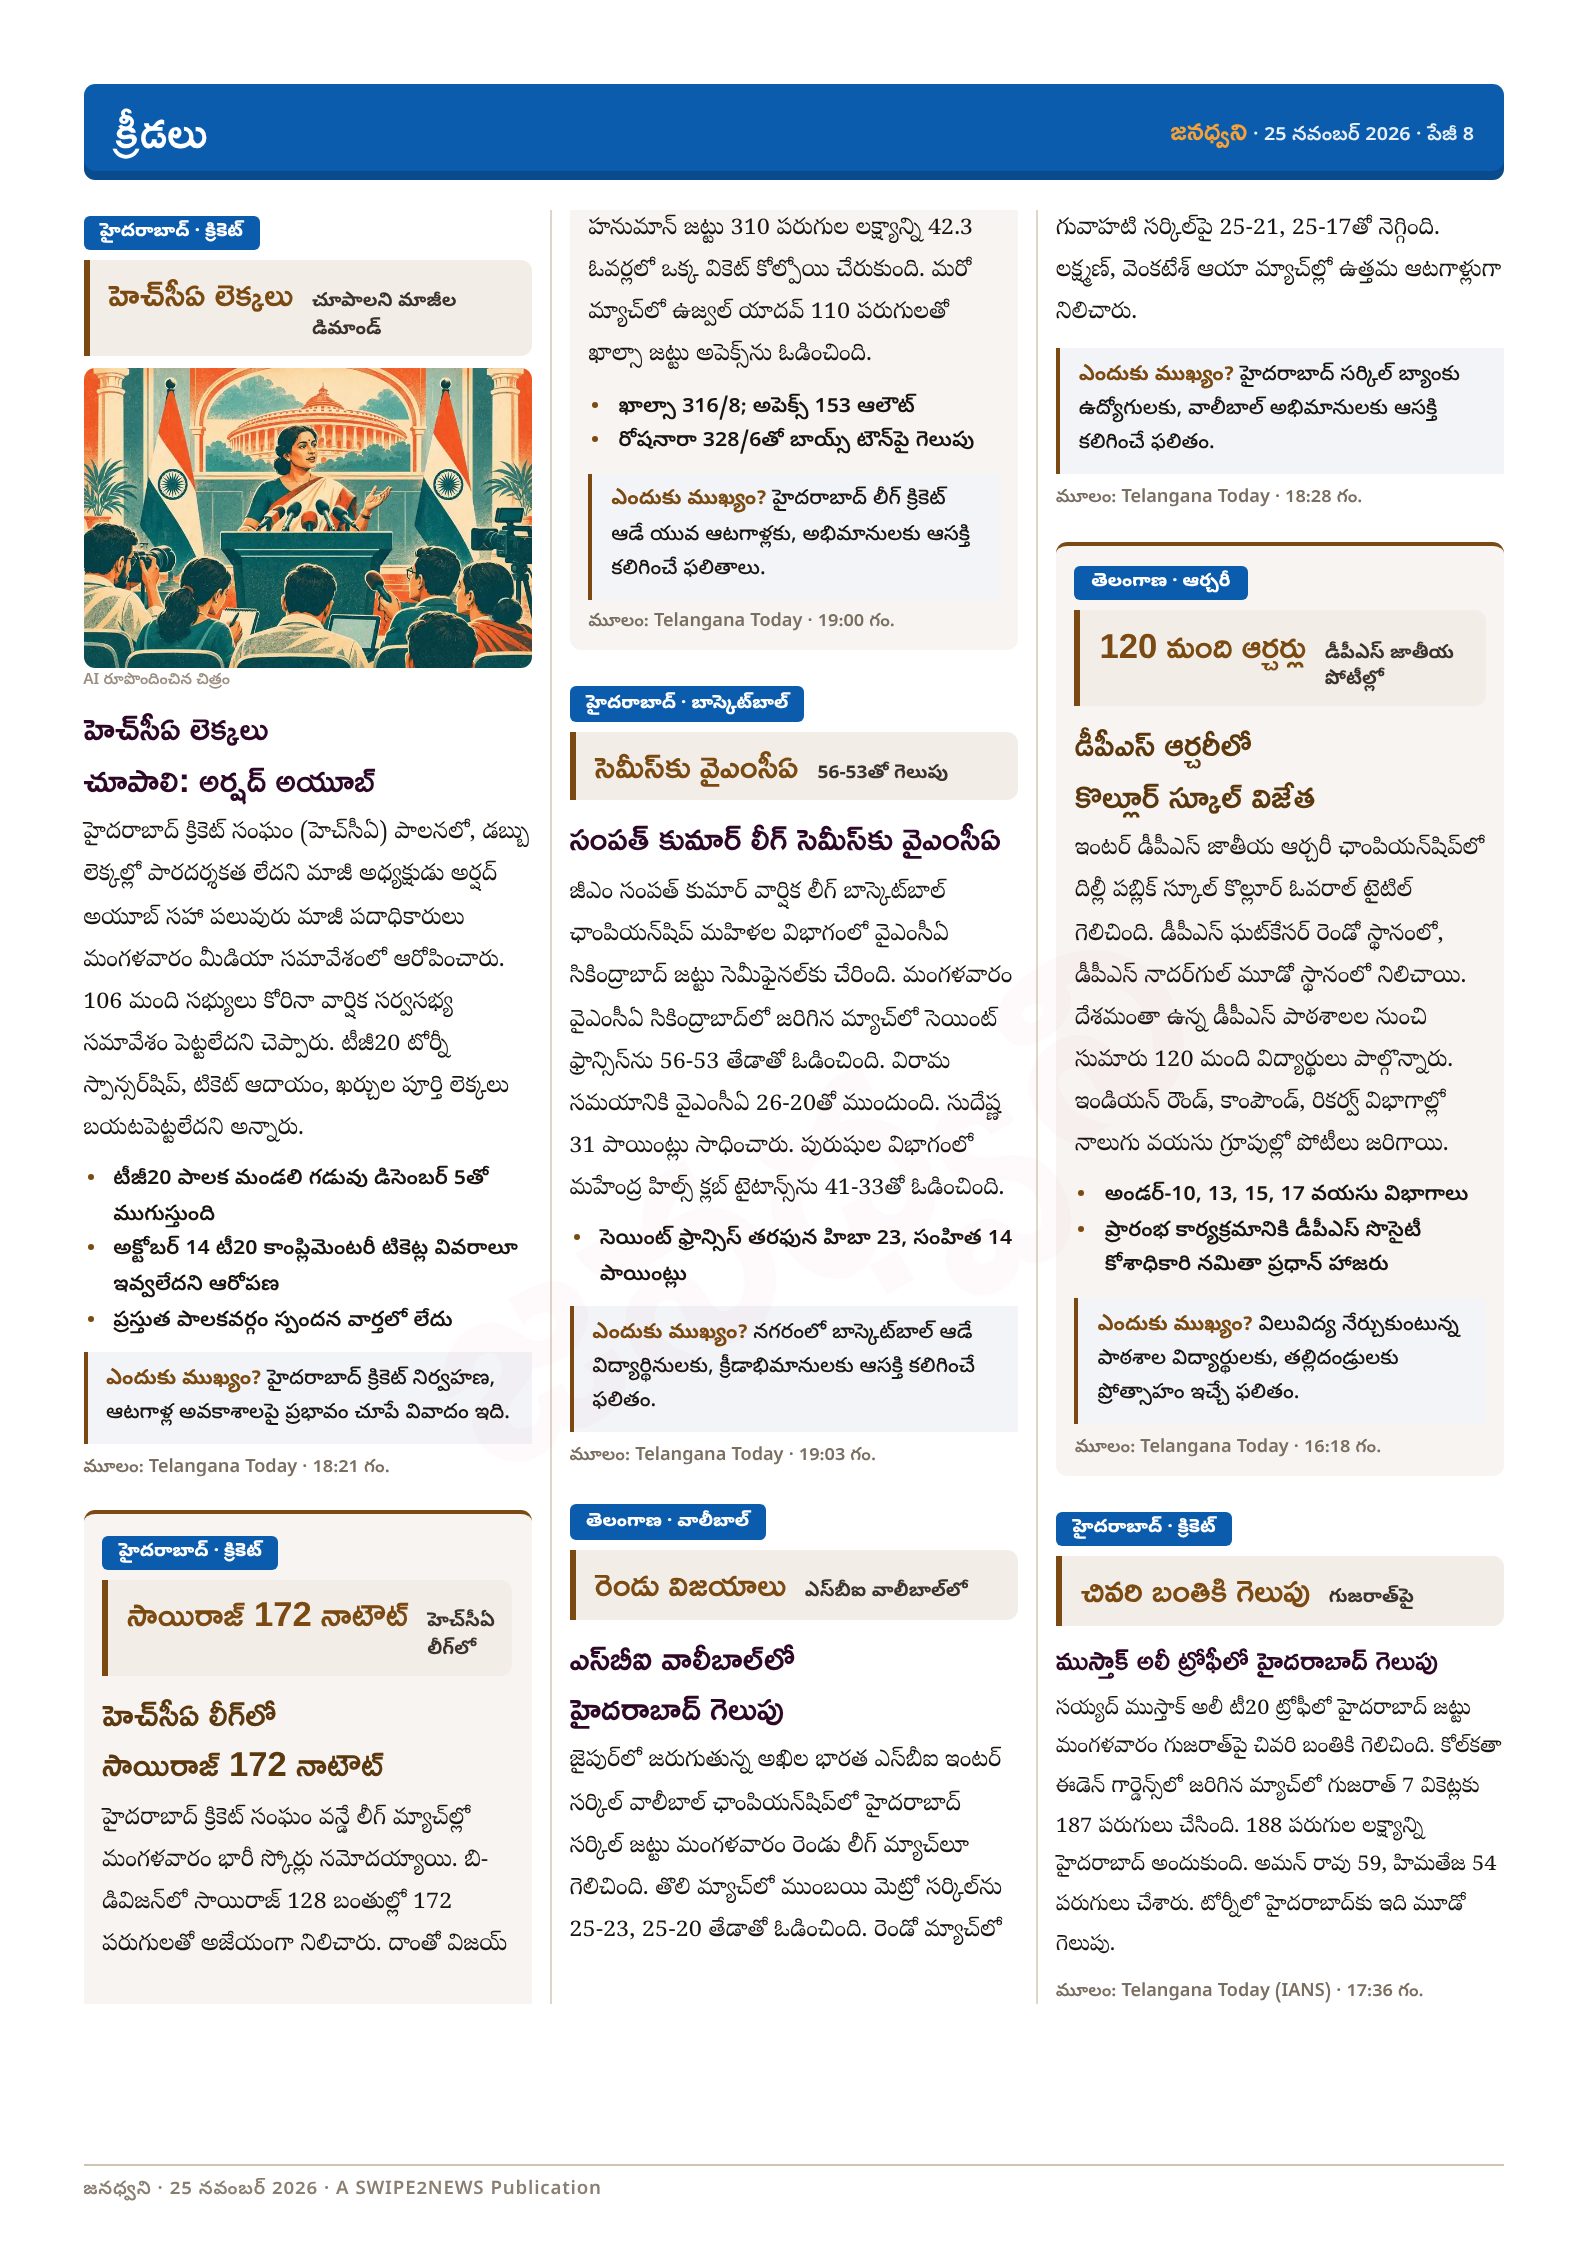 క్రీడలు
జనధ్వని · 25 నవంబర్ 2026 · పేజీ 8
హైదరాబాద్ · క్రికెట్
హెచ్‌సీఏ లెక్కలు చూపాలని మాజీల
డిమాండ్
AI రూపొందించిన చిత్రం
హెచ్‌సీఏ లెక్కలు
చూపాలి: అర్షద్ అయూబ్
హైదరాబాద్ క్రికెట్ సంఘం (హెచ్‌సీఏ) పాలనలో, డబ్బు
లెక్కల్లో పారదర్శకత లేదని మాజీ అధ్యక్షుడు అర్షద్
అయూబ్ సహా పలువురు మాజీ పదాధికారులు
మంగళవారం మీడియా సమావేశంలో ఆరోపించారు.
106 మంది సభ్యులు కోరినా వార్షిక సర్వసభ్య
సమావేశం పెట్టలేదని చెప్పారు. టీజీ20 టోర్నీ
స్పాన్సర్‌షిప్, టికెట్ ఆదాయం, ఖర్చుల పూర్తి లెక్కలు
బయటపెట్టలేదని అన్నారు.
• టీజీ20 పాలక మండలి గడువు డిసెంబర్ 5తో
ముగుస్తుంది
• అక్టోబర్ 14 టీ20 కాంప్లిమెంటరీ టికెట్ల వివరాలూ
ఇవ్వలేదని ఆరోపణ
• ప్రస్తుత పాలకవర్గం స్పందన వార్తలో లేదు
ఎందుకు ముఖ్యం? హైదరాబాద్ క్రికెట్ నిర్వహణ,
ఆటగాళ్ల అవకాశాలపై ప్రభావం చూపే వివాదం ఇది.
మూలం: Telangana Today · 18:21 గం.
హైదరాబాద్ · క్రికెట్
సాయిరాజ్ 172 నాటౌట్ హెచ్‌సీఏ
లీగ్‌లో
హెచ్‌సీఏ లీగ్‌లో
సాయిరాజ్ 172 నాటౌట్
హైదరాబాద్ క్రికెట్ సంఘం వన్డే లీగ్ మ్యాచ్‌ల్లో
మంగళవారం భారీ స్కోర్లు నమోదయ్యాయి. బి-
డివిజన్‌లో సాయిరాజ్ 128 బంతుల్లో 172
పరుగులతో అజేయంగా నిలిచారు. దాంతో విజయ్
హనుమాన్ జట్టు 310 పరుగుల లక్ష్యాన్ని 42.3
ఓవర్లలో ఒక్క వికెట్ కోల్పోయి చేరుకుంది. మరో
మ్యాచ్‌లో ఉజ్వల్ యాదవ్ 110 పరుగులతో
ఖాల్సా జట్టు అపెక్స్‌ను ఓడించింది.
• ఖాల్సా 316/8; అపెక్స్ 153 ఆలౌట్
• రోషనారా 328/6తో బాయ్స్ టౌన్‌పై గెలుపు
ఎందుకు ముఖ్యం? హైదరాబాద్ లీగ్ క్రికెట్
ఆడే యువ ఆటగాళ్లకు, అభిమానులకు ఆసక్తి
కలిగించే ఫలితాలు.
మూలం: Telangana Today · 19:00 గం.
హైదరాబాద్ · బాస్కెట్‌బాల్
సెమీస్‌కు వైఎంసీఏ 56-53తో గెలుపు
సంపత్ కుమార్ లీగ్ సెమీస్‌కు వైఎంసీఏ
జీఎం సంపత్ కుమార్ వార్షిక లీగ్ బాస్కెట్‌బాల్
ఛాంపియన్‌షిప్ మహిళల విభాగంలో వైఎంసీఏ
సికింద్రాబాద్ జట్టు సెమీఫైనల్‌కు చేరింది. మంగళవారం
వైఎంసీఏ సికింద్రాబాద్‌లో జరిగిన మ్యాచ్‌లో సెయింట్
ఫ్రాన్సిస్‌ను 56-53 తేడాతో ఓడించింది. విరామ
సమయానికి వైఎంసీఏ 26-20తో ముందుంది. సుదేష్ణ
31 పాయింట్లు సాధించారు. పురుషుల విభాగంలో
మహేంద్ర హిల్స్ క్లబ్ టైటాన్స్‌ను 41-33తో ఓడించింది.
• సెయింట్ ఫ్రాన్సిస్ తరఫున హిబా 23, సంహిత 14
పాయింట్లు
ఎందుకు ముఖ్యం? నగరంలో బాస్కెట్‌బాల్ ఆడే
విద్యార్థినులకు, క్రీడాభిమానులకు ఆసక్తి కలిగించే
ఫలితం.
మూలం: Telangana Today · 19:03 గం.
తెలంగాణ · వాలీబాల్
రెండు విజయాలు ఎస్‌బీఐ వాలీబాల్‌లో
ఎస్‌బీఐ వాలీబాల్‌లో
హైదరాబాద్ గెలుపు
జైపుర్‌లో జరుగుతున్న అఖిల భారత ఎస్‌బీఐ ఇంటర్
సర్కిల్ వాలీబాల్ ఛాంపియన్‌షిప్‌లో హైదరాబాద్
సర్కిల్ జట్టు మంగళవారం రెండు లీగ్ మ్యాచ్‌లూ
గెలిచింది. తొలి మ్యాచ్‌లో ముంబయి మెట్రో సర్కిల్‌ను
25-23, 25-20 తేడాతో ఓడించింది. రెండో మ్యాచ్‌లో
గువాహటి సర్కిల్‌పై 25-21, 25-17తో నెగ్గింది.
లక్ష్మణ్, వెంకటేశ్ ఆయా మ్యాచ్‌ల్లో ఉత్తమ ఆటగాళ్లుగా
నిలిచారు.
ఎందుకు ముఖ్యం? హైదరాబాద్ సర్కిల్ బ్యాంకు
ఉద్యోగులకు, వాలీబాల్ అభిమానులకు ఆసక్తి
కలిగించే ఫలితం.
మూలం: Telangana Today · 18:28 గం.
తెలంగాణ · ఆర్చరీ
120 మంది ఆర్చర్లు డీపీఎస్ జాతీయ
పోటీల్లో
డీపీఎస్ ఆర్చరీలో
కొల్లూర్ స్కూల్ విజేత
ఇంటర్ డీపీఎస్ జాతీయ ఆర్చరీ ఛాంపియన్‌షిప్‌లో
దిల్లీ పబ్లిక్ స్కూల్ కొల్లూర్ ఓవరాల్ టైటిల్
గెలిచింది. డీపీఎస్ ఘట్‌కేసర్ రెండో స్థానంలో,
డీపీఎస్ నాదర్‌గుల్ మూడో స్థానంలో నిలిచాయి.
దేశమంతా ఉన్న డీపీఎస్ పాఠశాలల నుంచి
సుమారు 120 మంది విద్యార్థులు పాల్గొన్నారు.
ఇండియన్ రౌండ్, కాంపౌండ్, రికర్వ్ విభాగాల్లో
నాలుగు వయసు గ్రూపుల్లో పోటీలు జరిగాయి.
• అండర్-10, 13, 15, 17 వయసు విభాగాలు
• ప్రారంభ కార్యక్రమానికి డీపీఎస్ సొసైటీ
కోశాధికారి నమితా ప్రధాన్ హాజరు
ఎందుకు ముఖ్యం? విలువిద్య నేర్చుకుంటున్న
పాఠశాల విద్యార్థులకు, తల్లిదండ్రులకు
ప్రోత్సాహం ఇచ్చే ఫలితం.
మూలం: Telangana Today · 16:18 గం.
హైదరాబాద్ · క్రికెట్
చివరి బంతికి గెలుపు గుజరాత్‌పై
ముస్తాక్ అలీ ట్రోఫీలో హైదరాబాద్ గెలుపు
సయ్యద్ ముస్తాక్ అలీ టీ20 ట్రోఫీలో హైదరాబాద్ జట్టు
మంగళవారం గుజరాత్‌పై చివరి బంతికి గెలిచింది. కోల్‌కతా
ఈడెన్ గార్డెన్స్‌లో జరిగిన మ్యాచ్‌లో గుజరాత్ 7 వికెట్లకు
187 పరుగులు చేసింది. 188 పరుగుల లక్ష్యాన్ని
హైదరాబాద్ అందుకుంది. అమన్ రావు 59, హిమతేజ 54
పరుగులు చేశారు. టోర్నీలో హైదరాబాద్‌కు ఇది మూడో
గెలుపు.
మూలం: Telangana Today (IANS) · 17:36 గం.
జనధ్వని · 25 నవంబర్ 2026 · A SWIPE2NEWS Publication